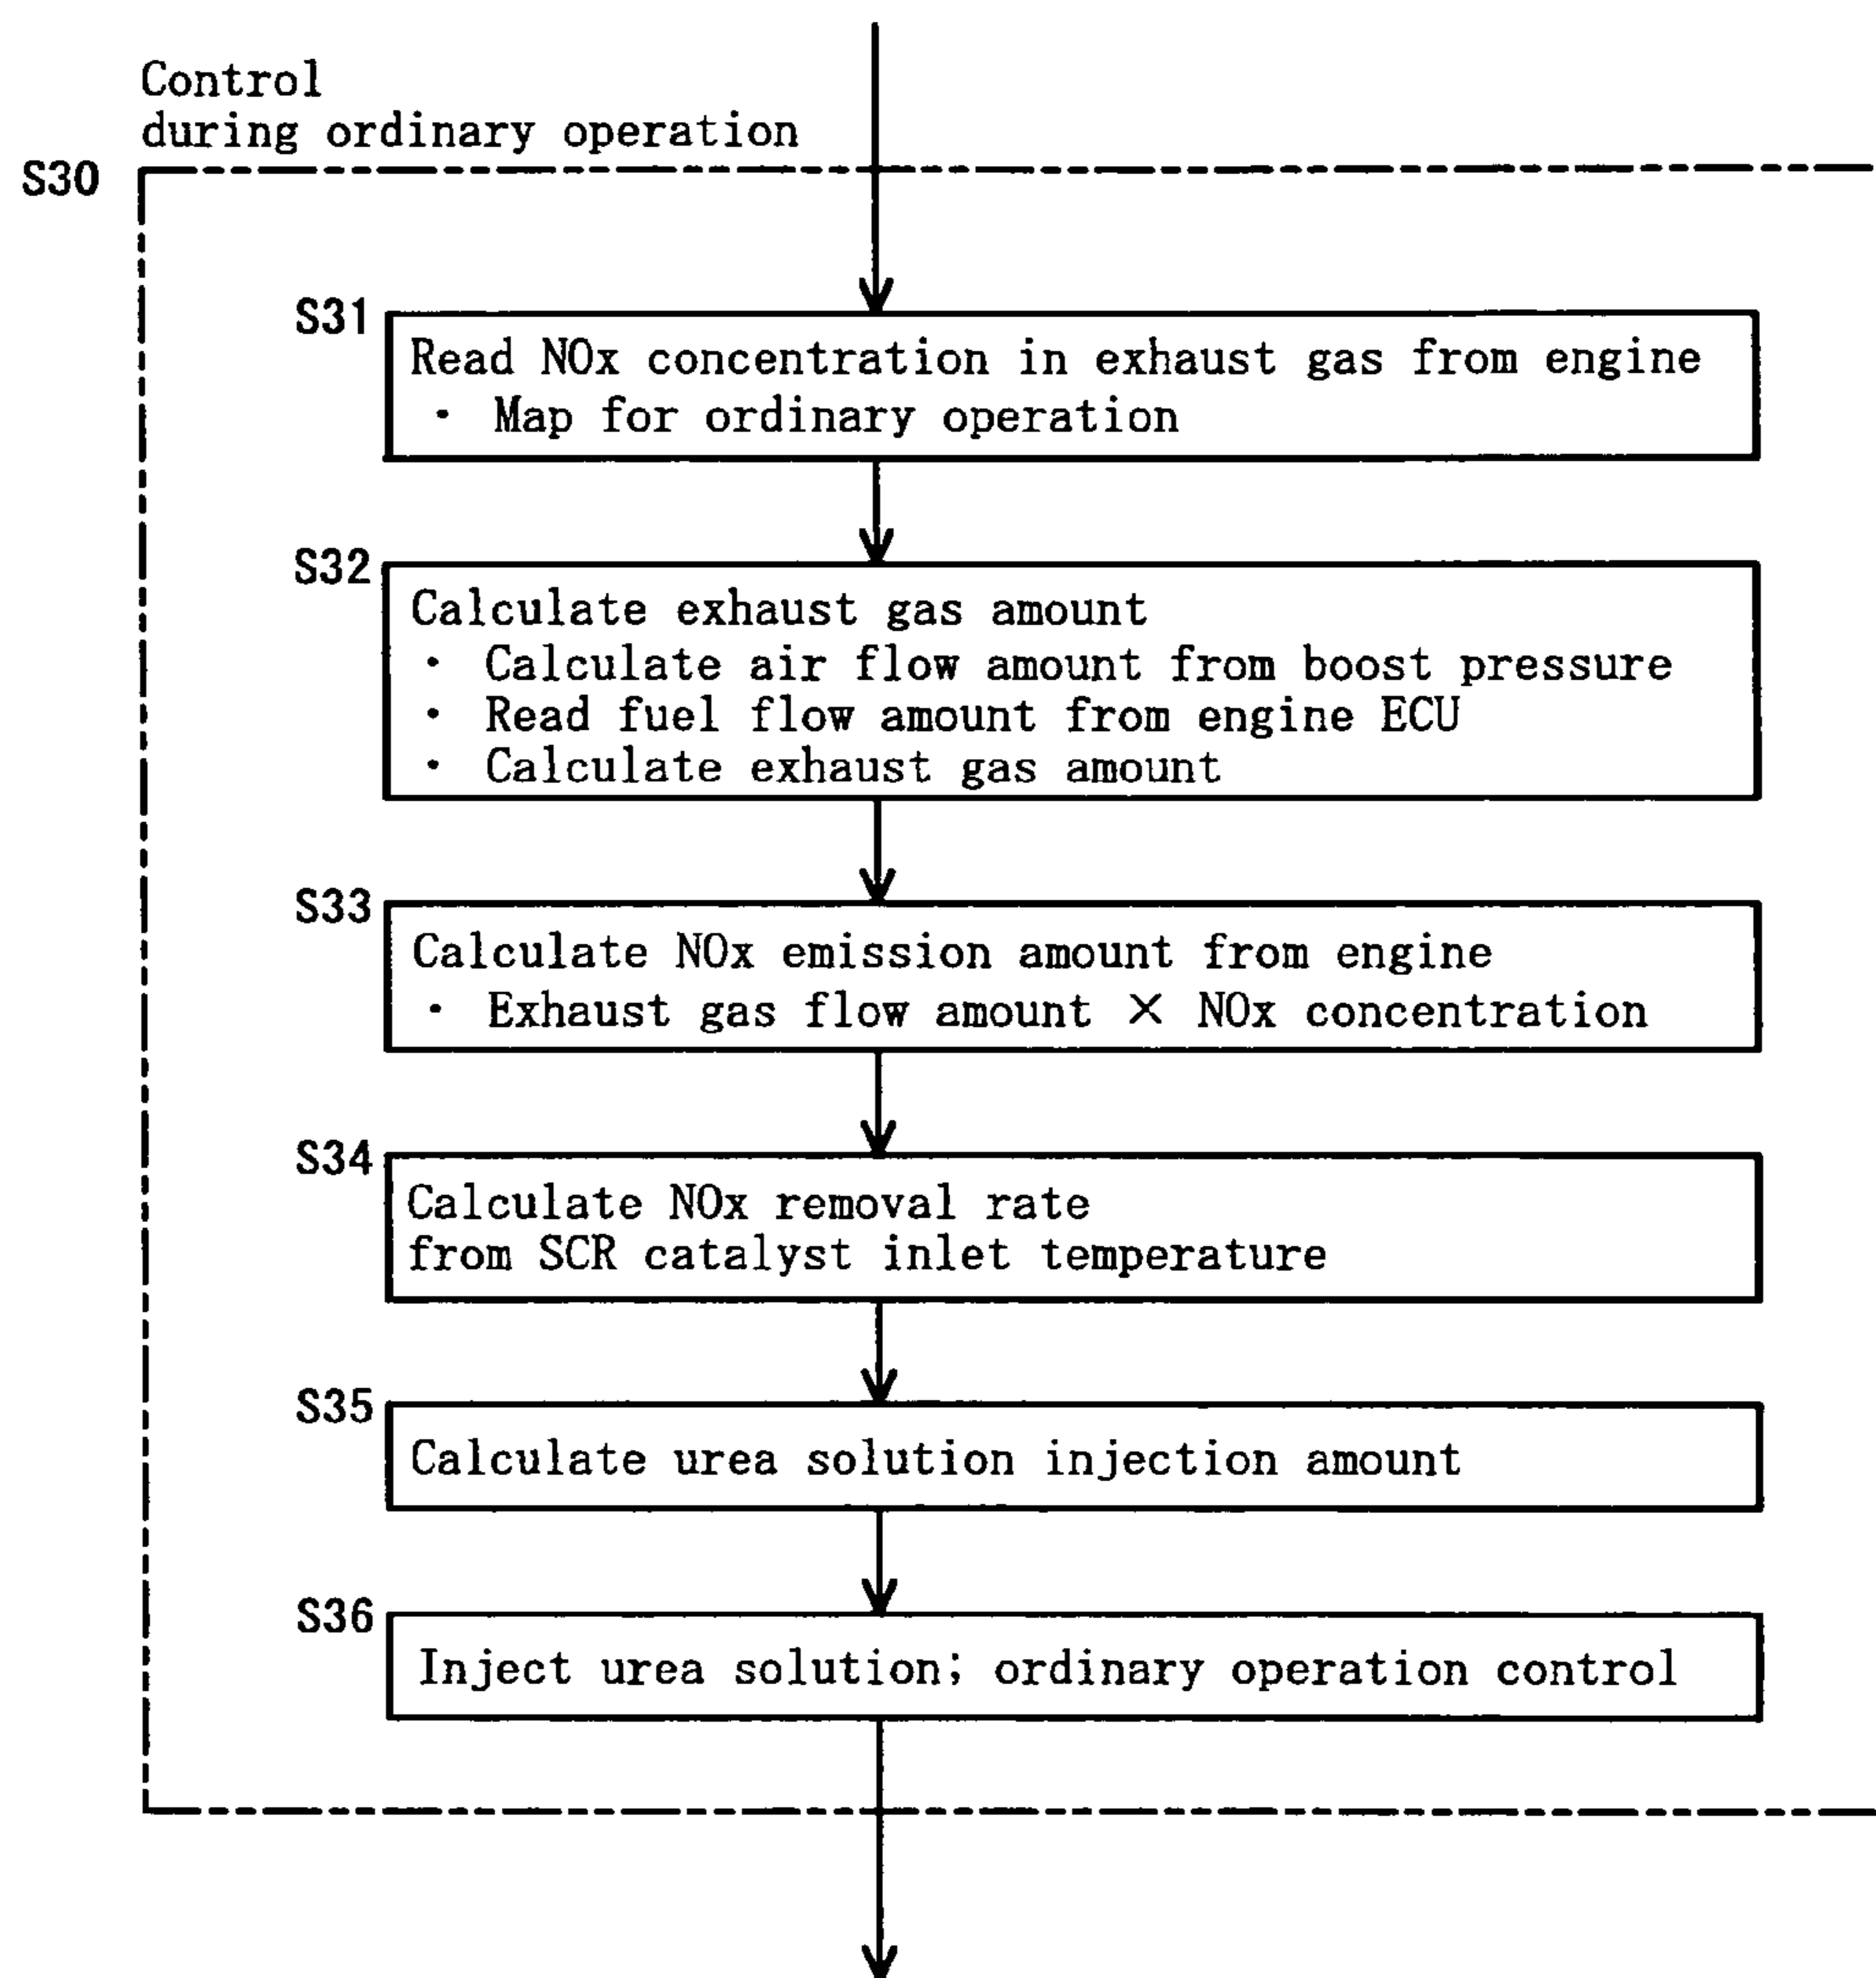 Control
during ordinary operation
S30
S31
Read NOx concentration in exhaust gas from engine
・ Map for ordinary operation
S32
Calculate exhaust gas amount
・ Calculate air flow amount from boost pressure
・ Read fuel flow amount from engine ECU
・ Calculate exhaust gas amount
S33
Calculate NOx emission amount from engine
・ Exhaust gas flow amount × NOx concentration
S34
Calculate NOx removal rate
from SCR catalyst inlet temperature
S35
Calculate urea solution injection amount
S36
Inject urea solution; ordinary operation control